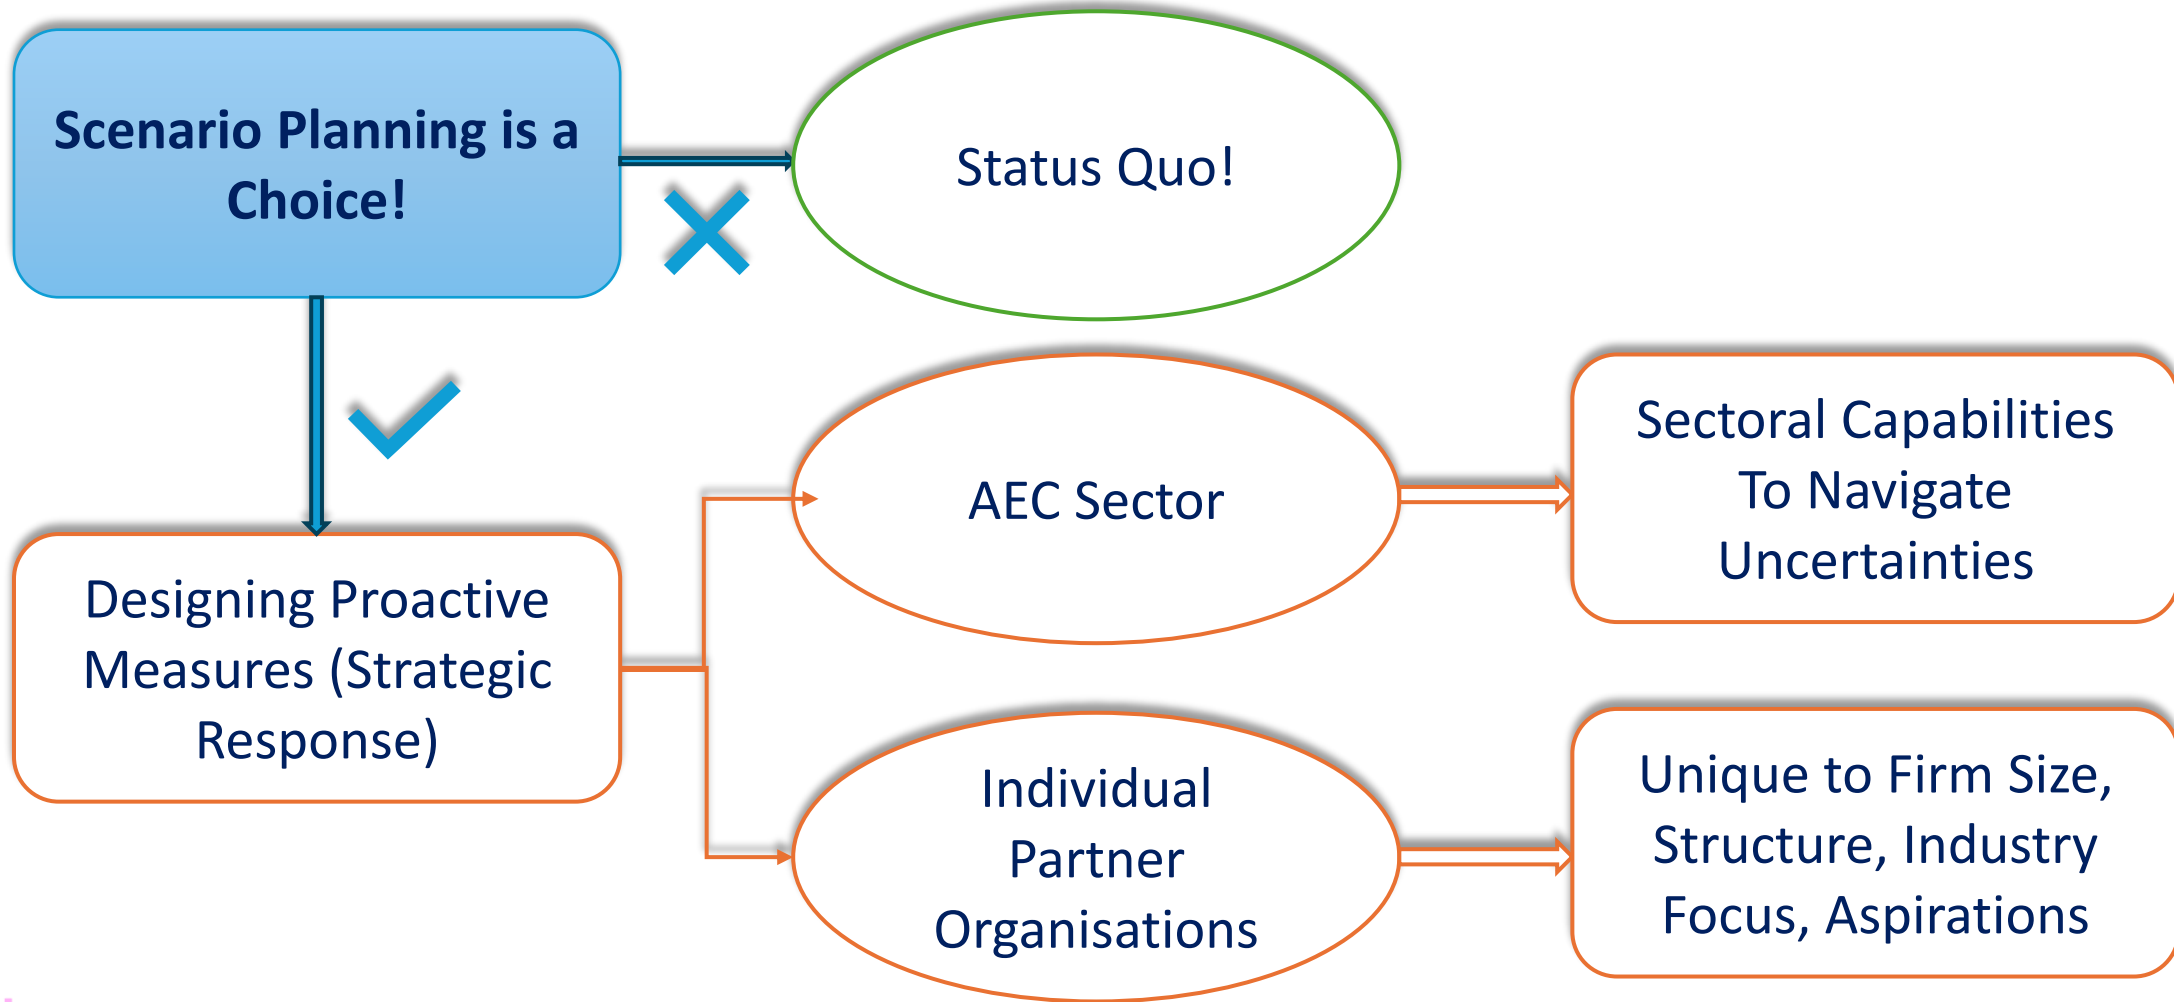 Scenario Planning is a
Choice!
Status Quo!
AEC Sector
Sectoral Capabilities
To Navigate
Uncertainties
Designing Proactive
Measures (Strategic
Response)
Individual
Partner
Organisations
Unique to Firm Size,
Structure, Industry
Focus, Aspirations